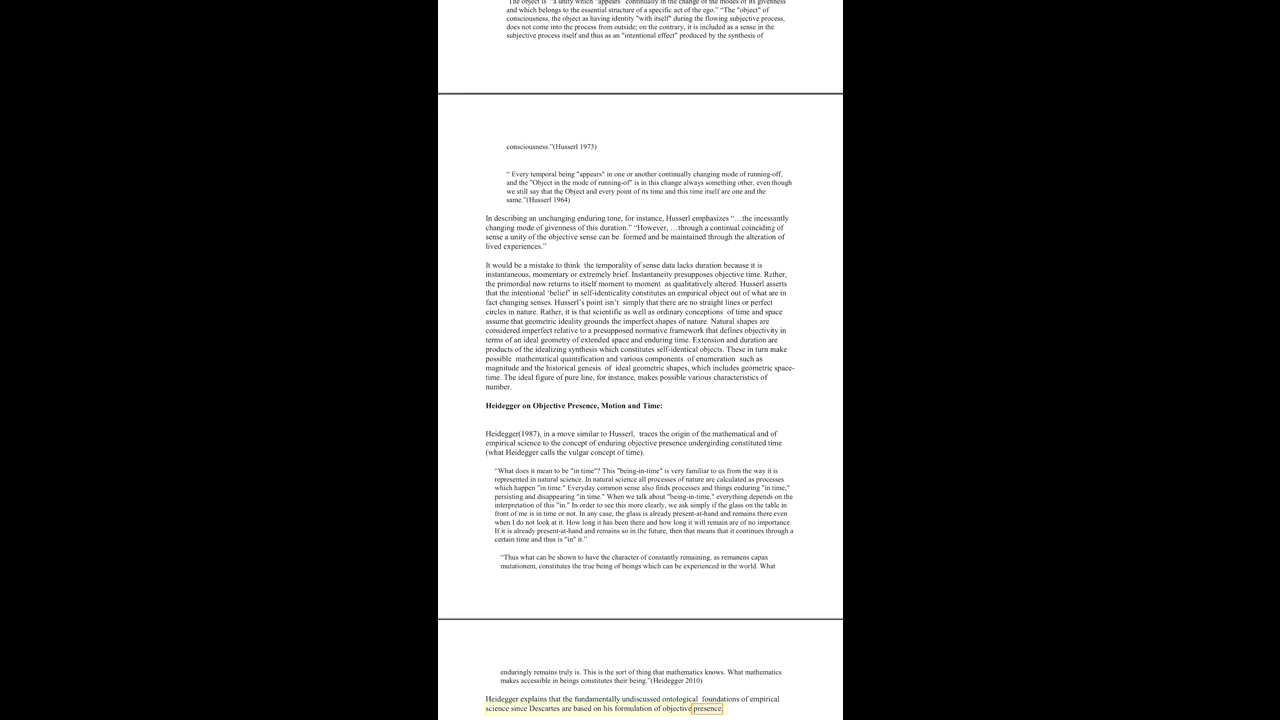 "The object is "a unity which "appears" continually in the change of the modes of its givenness
and which belongs to the essential structure of a specific act of the ego." "The "object" of
consciousness, the object as having identity "with itself" during the flowing subjective process,
does not come into the process from outside; on the contrary, it is included as a sense in the
subjective process itself and thus as an "intentional effect" produced by the synthesis of
consciousness."(Husserl 1973)
" Every temporal being "appears" in one or another continually changing mode of running-off,
and the "Object in the mode of running-of" is in this change always something other, even though
we still say that the Object and every point of its time and this time itself are one and the
same."(Husserl 1964)
In describing an unchanging enduring tone, for instance, Husserl emphasizes "…the incessantly
changing mode of givenness of this duration." "However, …through a continual coinciding of
sense a unity of the objective sense can be  formed and be maintained through the alteration of
lived experiences."
It would be a mistake to think  the temporality of sense data lacks duration because it is
instantaneous, momentary or extremely brief. Instantaneity presupposes objective time. Rather,
the primordial now returns to itself moment to moment  as qualitatively altered. Husserl asserts
that the intentional 'belief' in self-identicality constitutes an empirical object out of what are in
fact changing senses. Husserl's point isn't  simply that there are no straight lines or perfect
circles in nature. Rather, it is that scientific as well as ordinary conceptions  of time and space
assume that geometric ideality grounds the imperfect shapes of nature. Natural shapes are
considered imperfect relative to a presupposed normative framework that defines objectivity in
terms of an ideal geometry of extended space and enduring time. Extension and duration are
products of the idealizing synthesis which constitutes self-identical objects. These in turn make
possible  mathematical quantification and various components  of enumeration  such as
magnitude and the historical genesis  of  ideal geometric shapes, which includes geometric space-
time. The ideal figure of pure line, for instance, makes possible various characteristics of
number.
Heidegger on Objective Presence, Motion and Time:
Heidegger(1987), in a move similar to Husserl,  traces the origin of the mathematical and of
empirical science to the concept of enduring objective presence undergirding constituted time
(what Heidegger calls the vulgar concept of time).
"What does it mean to be "in time"? This "being-in-time" is very familiar to us from the way it is
represented in natural science. In natural science all processes of nature are calculated as processes
which happen "in time." Everyday common sense also finds processes and things enduring "in time,"
persisting and disappearing "in time." When we talk about "being-in-time," everything depends on the
interpretation of this "in." In order to see this more clearly, we ask simply if the glass on the table in
front of me is in time or not. In any case, the glass is already present-at-hand and remains there even
when I do not look at it. How long it has been there and how long it will remain are of no importance.
If it is already present-at-hand and remains so in the future, then that means that it continues through a
certain time and thus is "in" it."
"Thus what can be shown to have the character of constantly remaining, as remanens capax
mutationem, constitutes the true being of beings which can be experienced in the world. What
enduringly remains truly is. This is the sort of thing that mathematics knows. What mathematics
makes accessible in beings constitutes their being."(Heidegger 2010)
Heidegger explains that the fundamentally undiscussed ontological  foundations of empirical
science since Descartes are based on his formulation of objective presence.